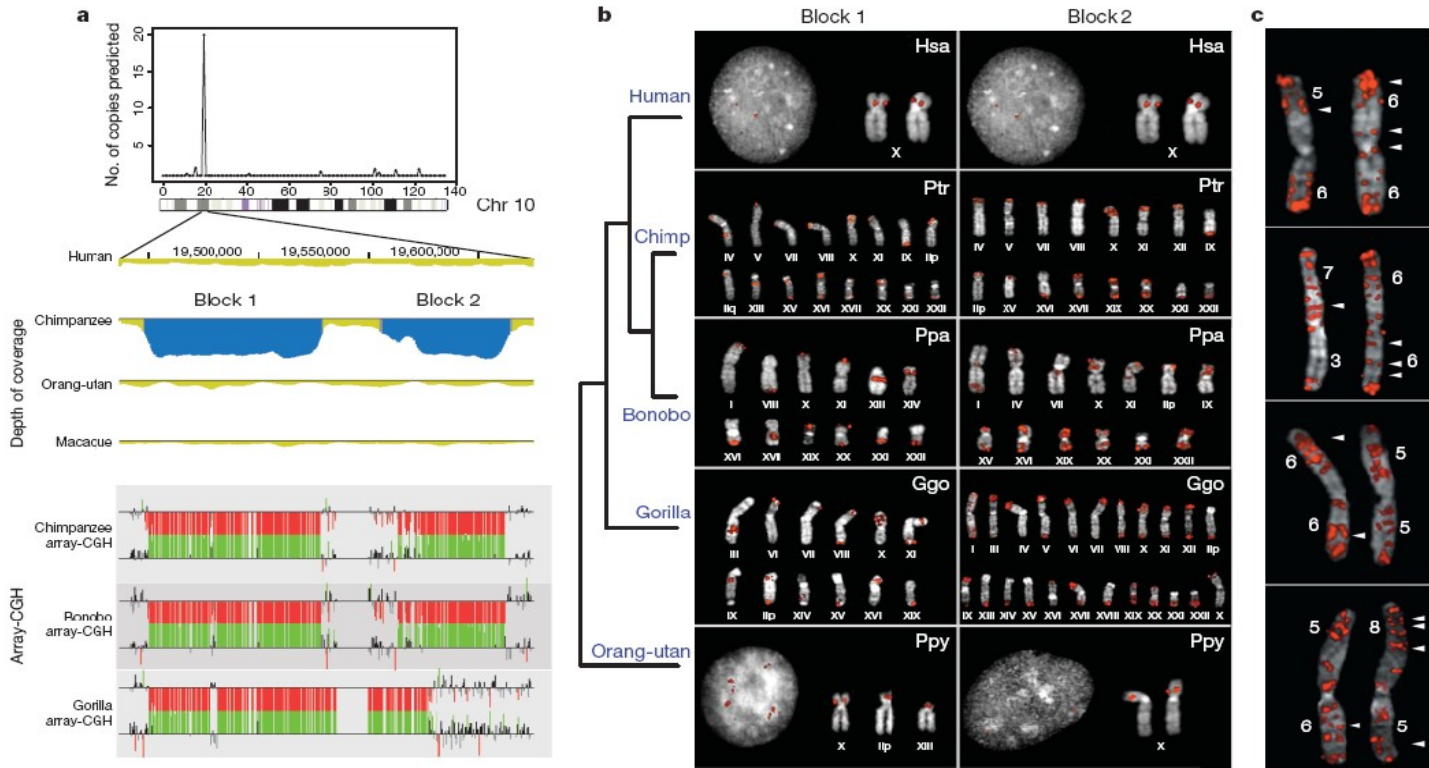 a
No. of copies predicted
20
15
10
5
0 20 40 60 80 100 120 140
Chr 10
19,500,000 19,550,000 19,600,000
Human
Block 1 Block 2
Chimpanzee
Orang-utan
Macacue
Depth of coverage
Chimpanzee
array-CGH
Bonobo
array-CGH
Gorilla
array-CGH
Array-CGH
b
Block 1 Block 2
Human
Chimp
Bonobo
Gorilla
Orang-utan
Hsa
X
Hsa
X
Ptr
IV V VII VIII X XI IX IIp
IIq XIII XV XVI XVII XX XXI XXII
Ptr
IV V VII VIII X XI XII IX
IIp XV XVI XVII XIX XX XXI XXII
Ppa
I VIII X XI XIII XIV
XVI XVII XIX XX XXI XXII
Ppa
I IV VII X XI IIp IX
XV XVI XIX XX XXI XXII
Ggo
III VI VII VIII X XI
IX IIp XIV XV XVI XIX
Ggo
I III IV V VI VII VIII X XI XII IIp
IX XIII XIV XV XVI XVII XVIII XIX XX XXI XXII X
Ppy
X IIp XIII
Ppy
X
c
5 6
6 6
7 6
3 6
6 5
6 5
5 8
6 5